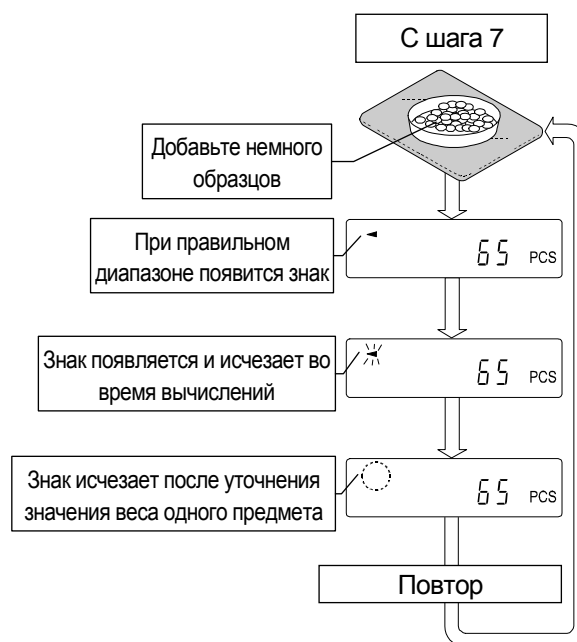 С шага 7
Добавьте немного
образцов
При правильном
диапазоне появится знак
65 PCS
Знак появляется и исчезает во
время вычислений
65 PCS
Знак исчезает после уточнения
значения веса одного предмета
65 PCS
Повтор